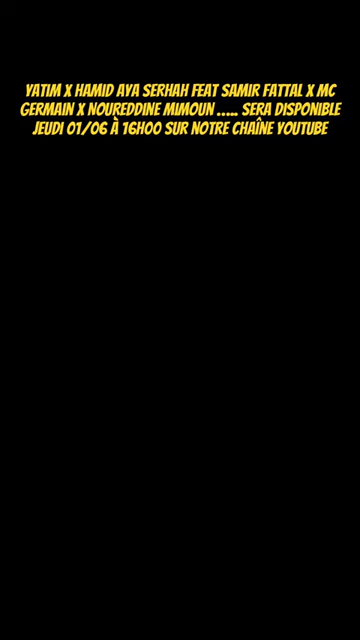 YATIM X HAMID AYA SERHAH FEAT SAMIR FATTAL X MC
GERMAIN X NOUREDDINE MIMOUN ..... SERA DISPONIBLE
JEUDI 01/06 À 16H00 SUR NOTRE CHAÎNE YOUTUBE